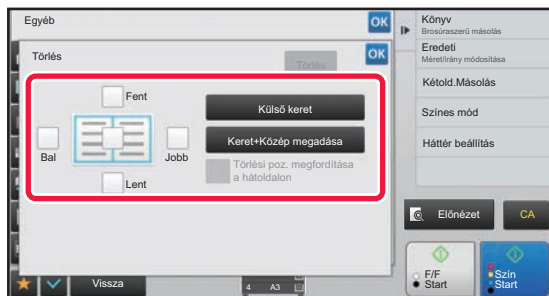 Egyéb
OK
Törlés
Törlés
OK
Fent
Bal
Jobb
Lent
Külső keret
Keret+Közép megadása
Törlési poz. megfordítása
a hátoldalon
Vissza
4 A3
Könyv
Brosúraszerű másolás
Eredeti
Méret/irány módosítása
Kétold.Másolás
Színes mód
Háttér beállítás
Előnézet
CA
F/F
Start
Szín
Start